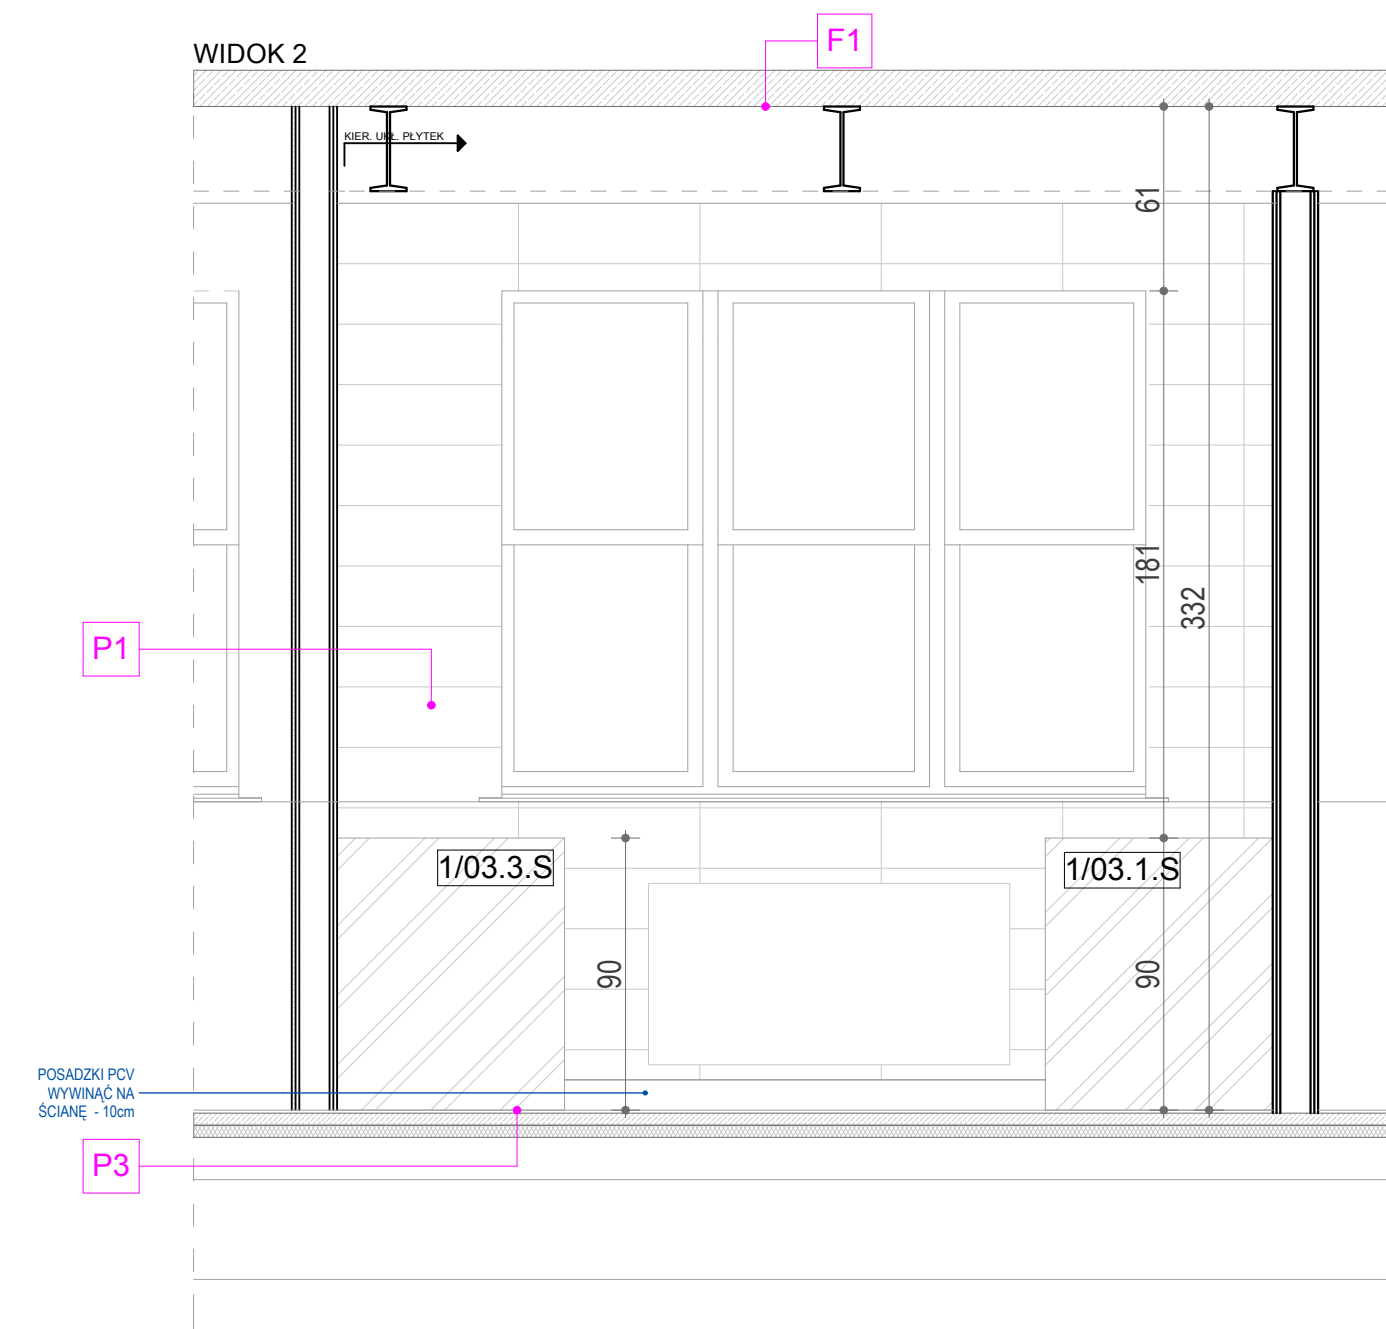 WIDOK 2
F1
KIER. UKŁ. PŁYTEK
61
181
332
P1
1/03.3.S
1/03.1.S
90
90
POSADZKI PCV
WYWINĄĆ NA
ŚCIANĘ - 10cm
P3